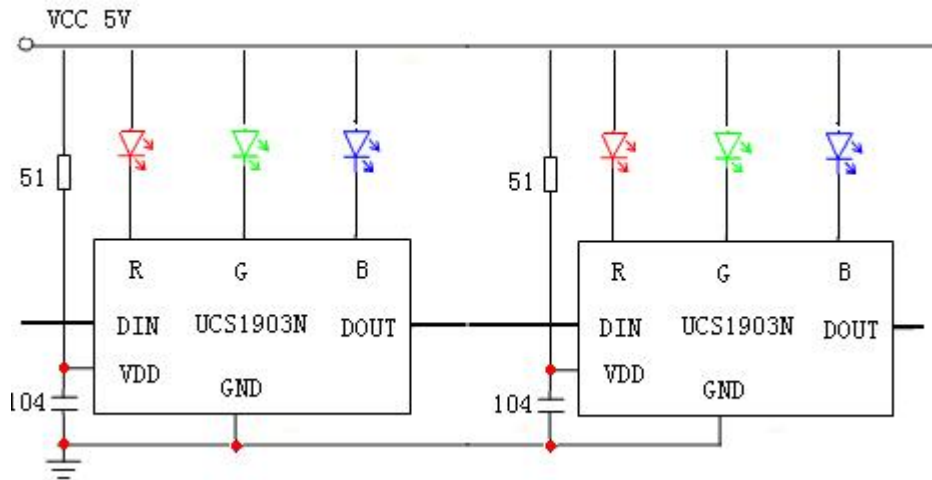 VCC 5V
51
51
R G B
R G B
DIN UCS1903N DOUT
DIN UCS1903N DOUT
VDD
VDD
GND
GND
104
104